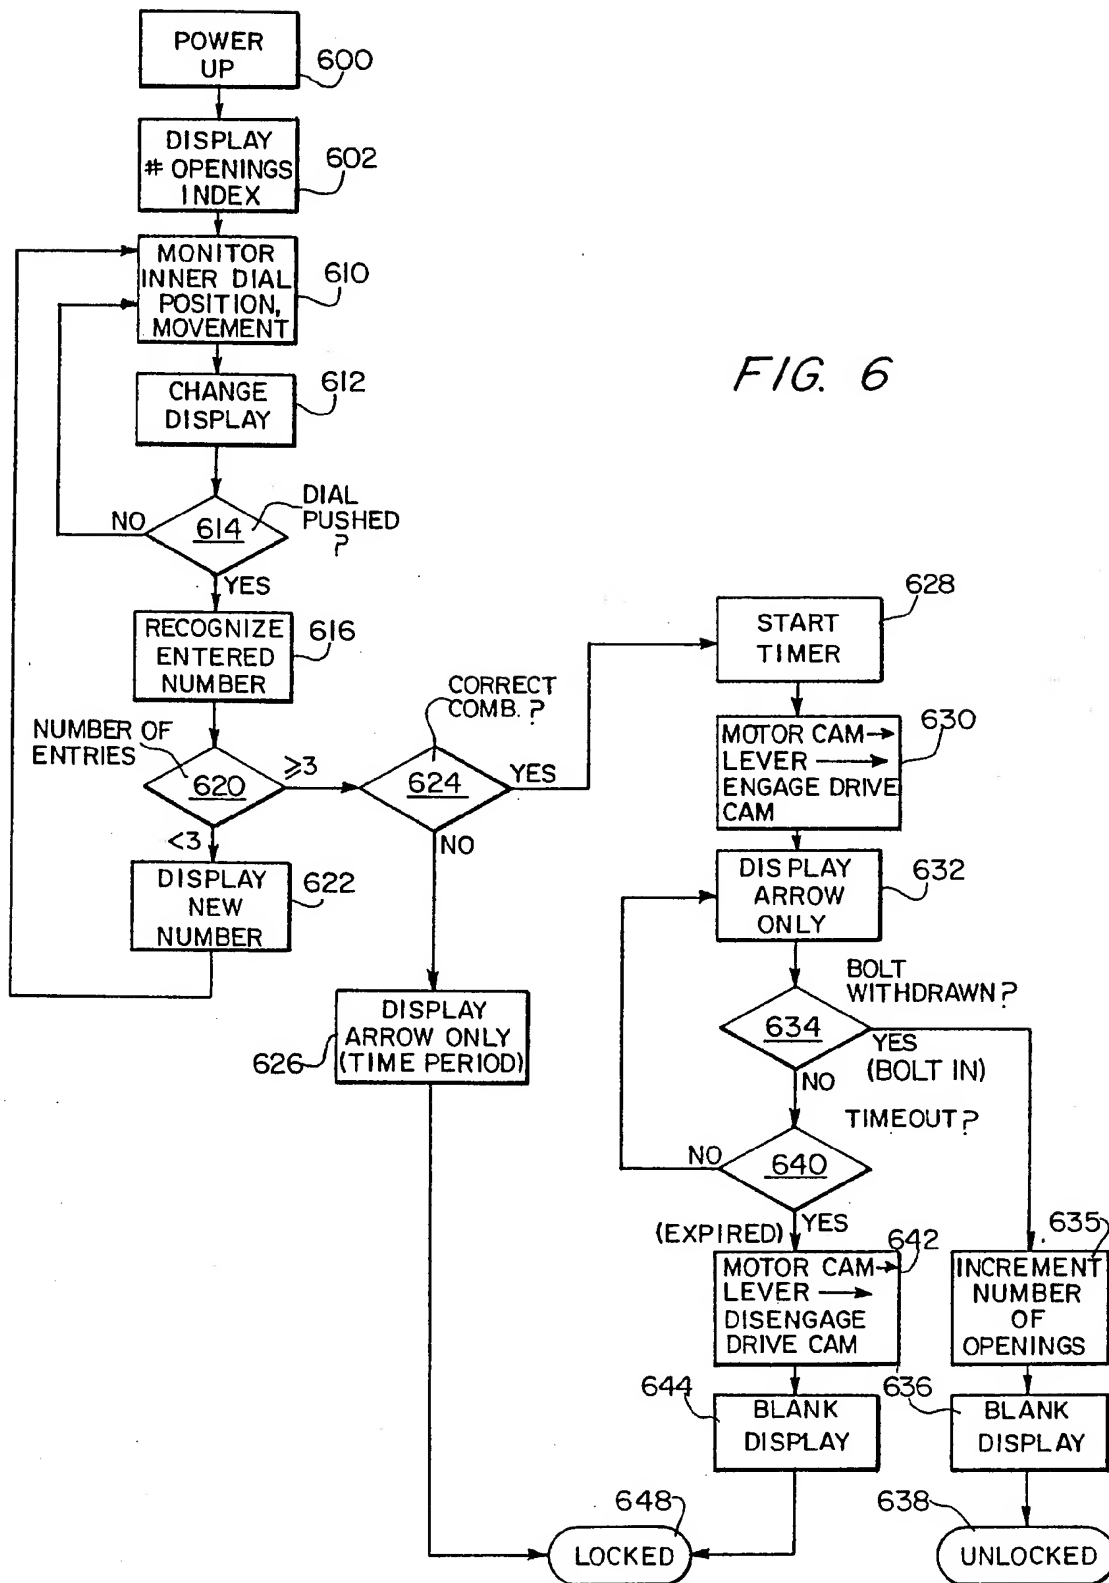 POWER
UP
600
DISPLAY
# OPENINGS
INDEX
602
MONITOR
INNER DIAL
POSITION,
MOVEMENT
610
FIG. 6
CHANGE
DISPLAY
612
614
DIAL
PUSHED
?
NO
YES
RECOGNIZE
ENTERED
NUMBER
616
NUMBER OF
ENTRIES
620
≥3
<3
CORRECT
COMB. ?
624
YES
NO
DISPLAY
NEW
NUMBER
622
DISPLAY
ARROW ONLY
(TIME PERIOD)
626
START
TIMER
628
MOTOR CAM→
LEVER →
ENGAGE DRIVE
CAM
630
DISPLAY
ARROW
ONLY
632
BOLT
WITHDRAWN?
634
YES
(BOLT IN)
NO
TIMEOUT?
640
NO
YES
(EXPIRED)
MOTOR CAM→
LEVER →
DISENGAGE
DRIVE CAM
642
INCREMENT
NUMBER
OF
OPENINGS
635
644
BLANK
DISPLAY
636
BLANK
DISPLAY
648
LOCKED
638
UNLOCKED